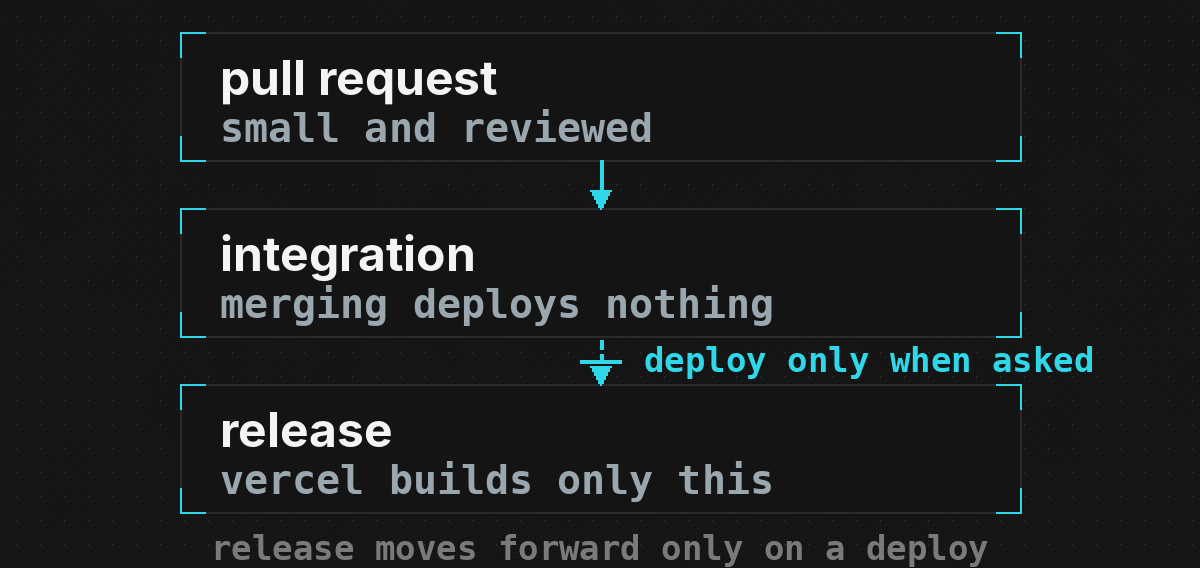 pull request
small and reviewed
integration
merging deploys nothing
deploy only when asked
release
vercel builds only this
release moves forward only on a deploy